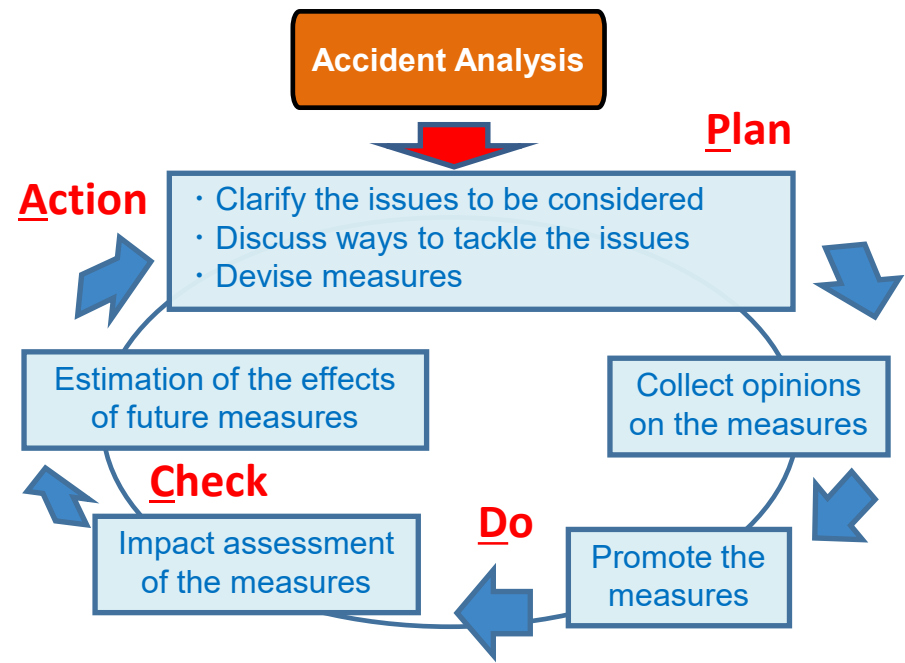 Accident Analysis
Plan
Action
・Clarify the issues to be considered
・Discuss ways to tackle the issues
・Devise measures
Estimation of the effects
of future measures
Collect opinions
on the measures
Check
Do
Impact assessment
of the measures
Promote the
measures